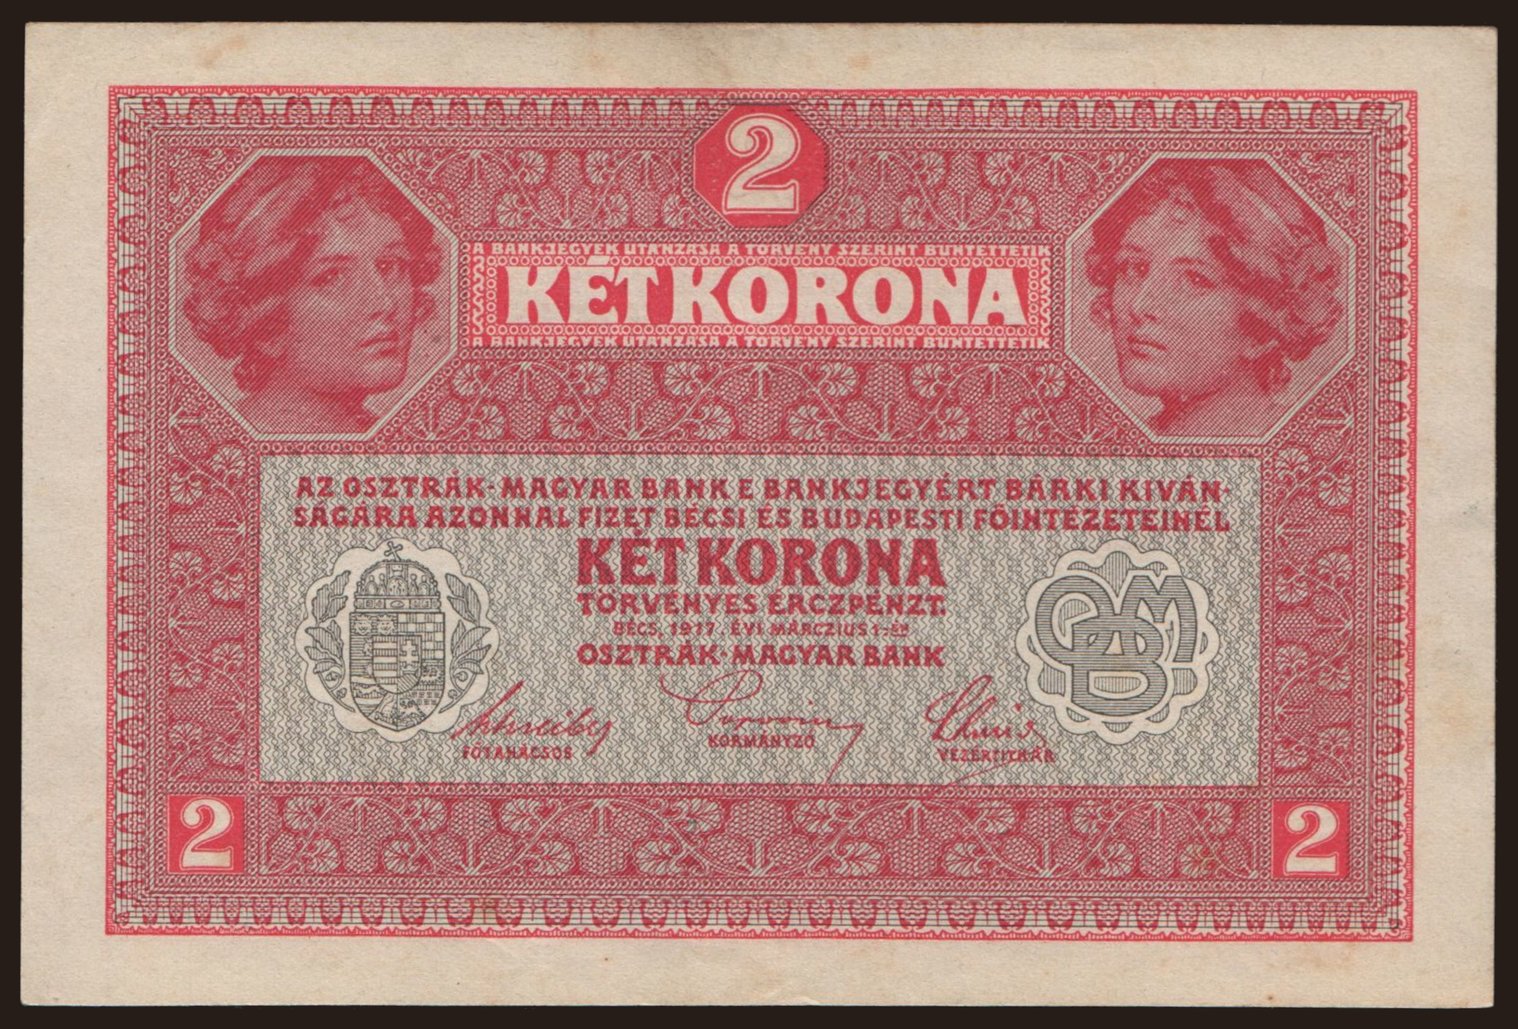 2
A BANKJEGYEK UTÁNZÁSA A TÖRVÉNY SZERINT BÜNTETTETIK
KÉT KORONA
A BANKJEGYEK UTÁNZÁSA A TÖRVÉNY SZERINT BÜNTETTETIK
AZ OSZTRÁK-MAGYAR BANK E BANKJEGYÉRT BÁRKI KIVÁN-
SÁGÁRA AZONNAL FIZET BÉCSI ÉS BUDAPESTI FŐINTÉZETEINÉL
KÉT KORONA
TÖRVÉNYES ÉRCZPÉNZT.
BÉCS, 1917. ÉVI MÁRCZIUS 1-ÉN
OSZTRÁK-MAGYAR BANK
FŐTANÁCSOS KORMÁNYZÓ VEZÉRTITKÁR
2 2